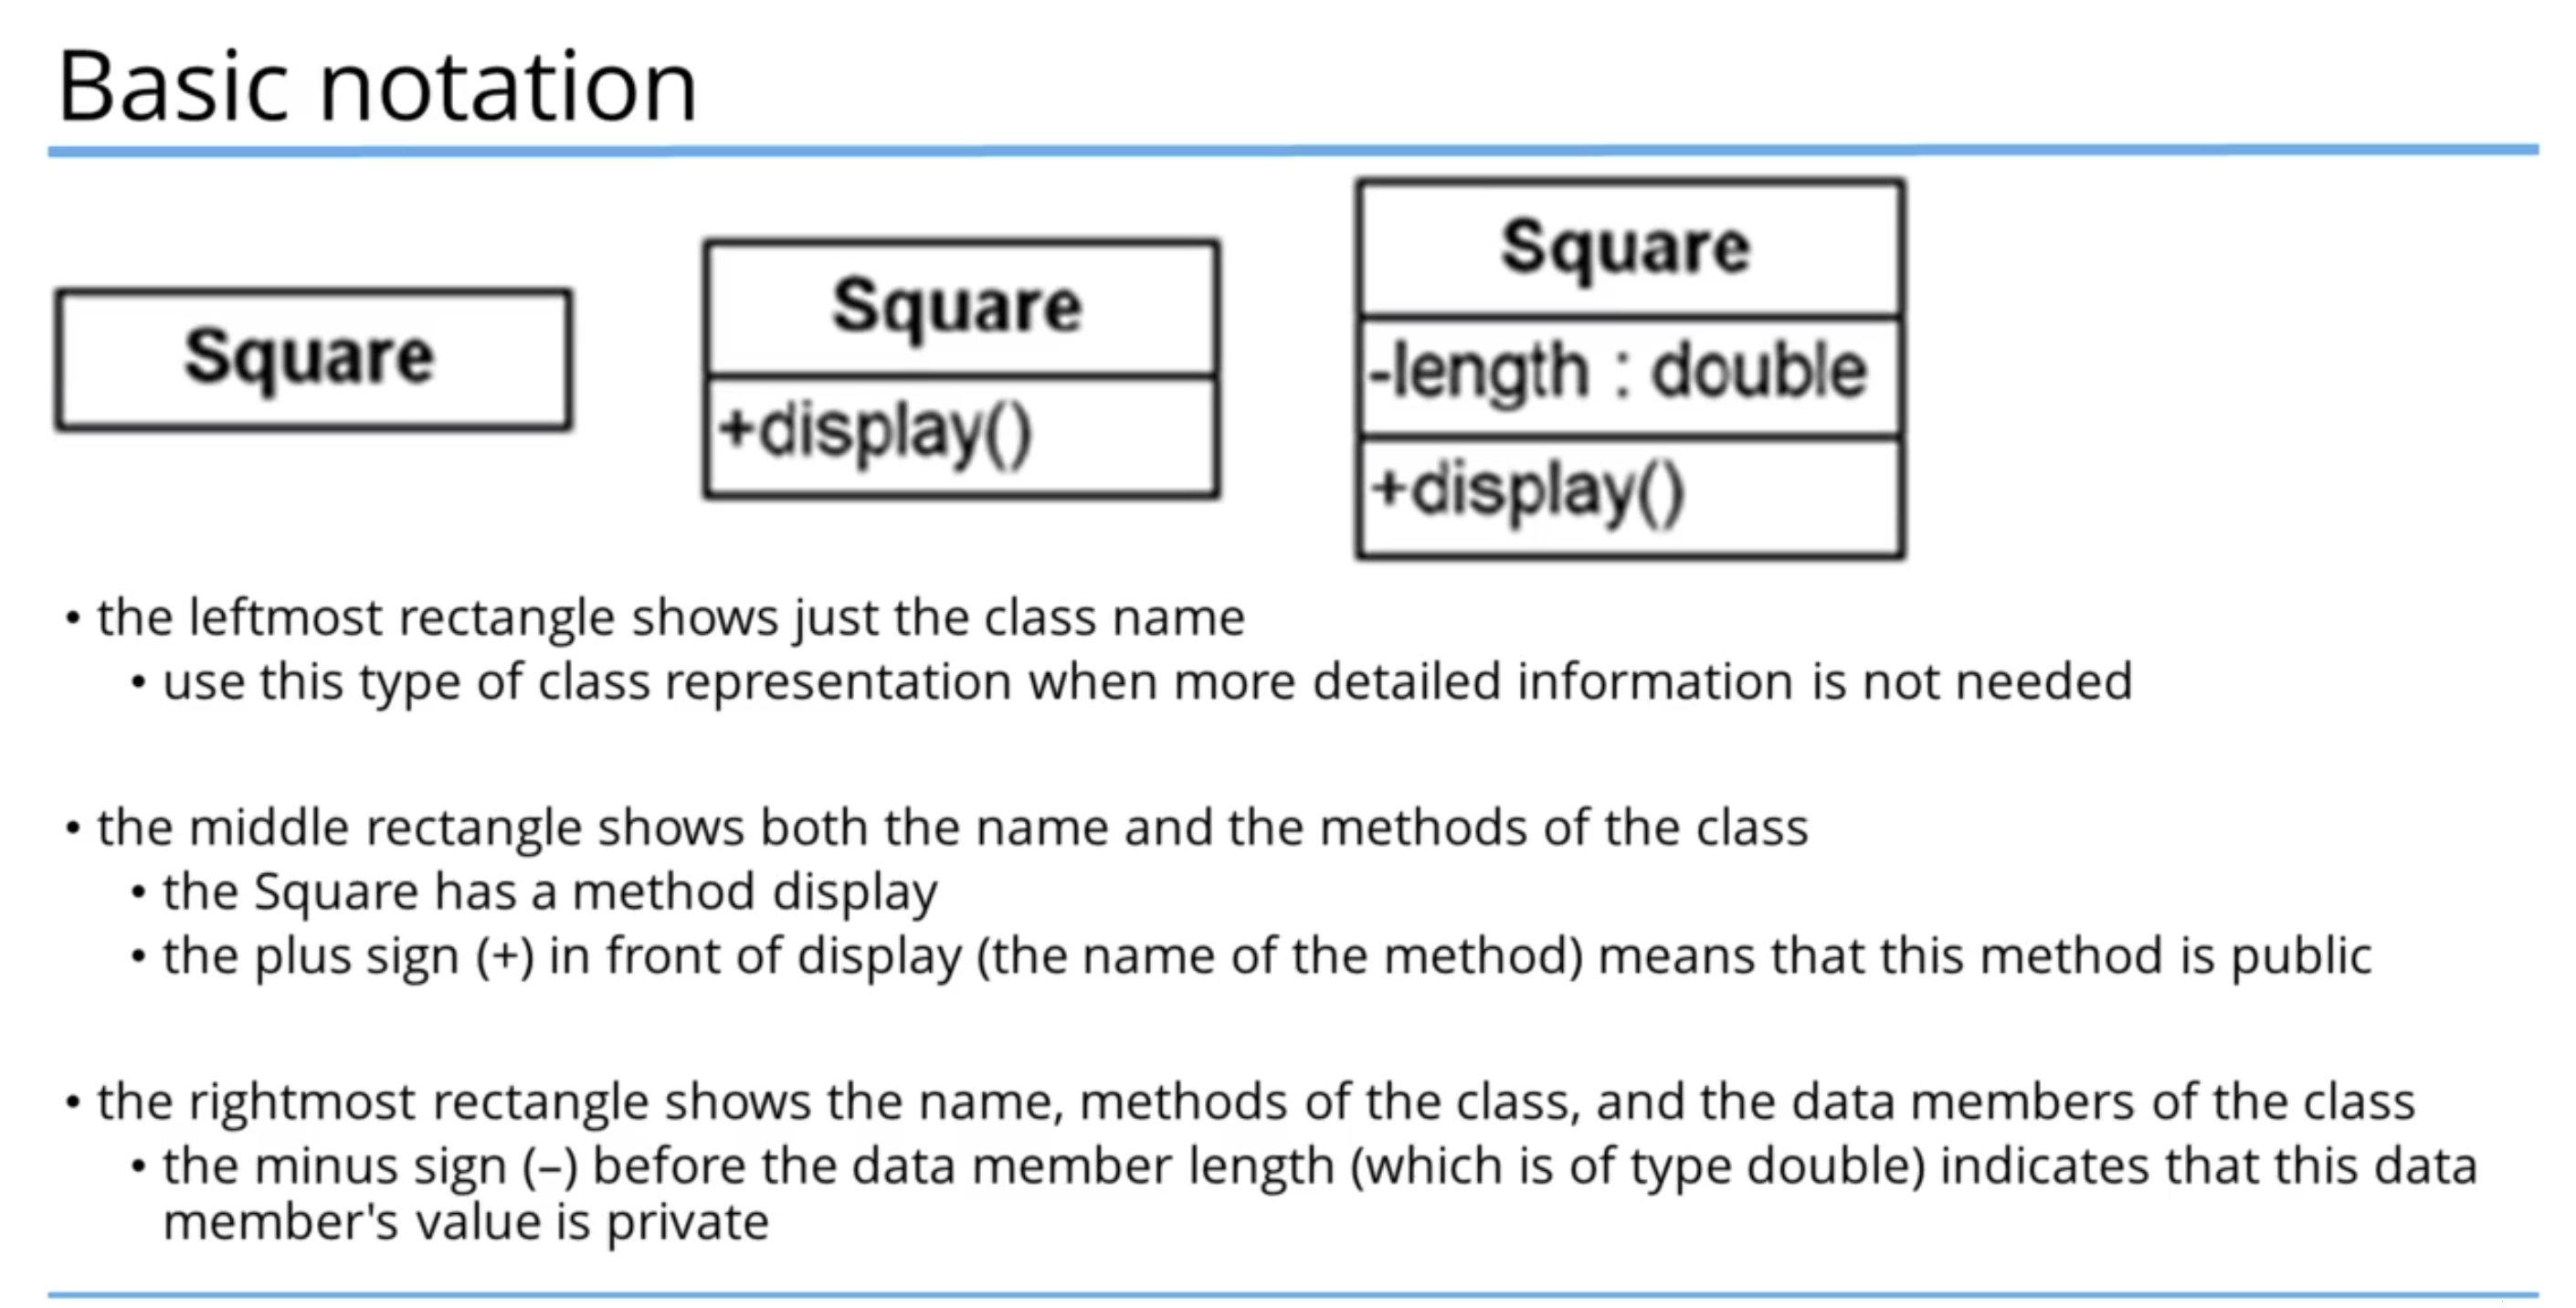 Basic notation
Square
Square
+display()
Square
-length : double
+display()
• the leftmost rectangle shows just the class name
• use this type of class representation when more detailed information is not needed
• the middle rectangle shows both the name and the methods of the class
• the Square has a method display
• the plus sign (+) in front of display (the name of the method) means that this method is public
• the rightmost rectangle shows the name, methods of the class, and the data members of the class
• the minus sign (–) before the data member length (which is of type double) indicates that this data
member's value is private